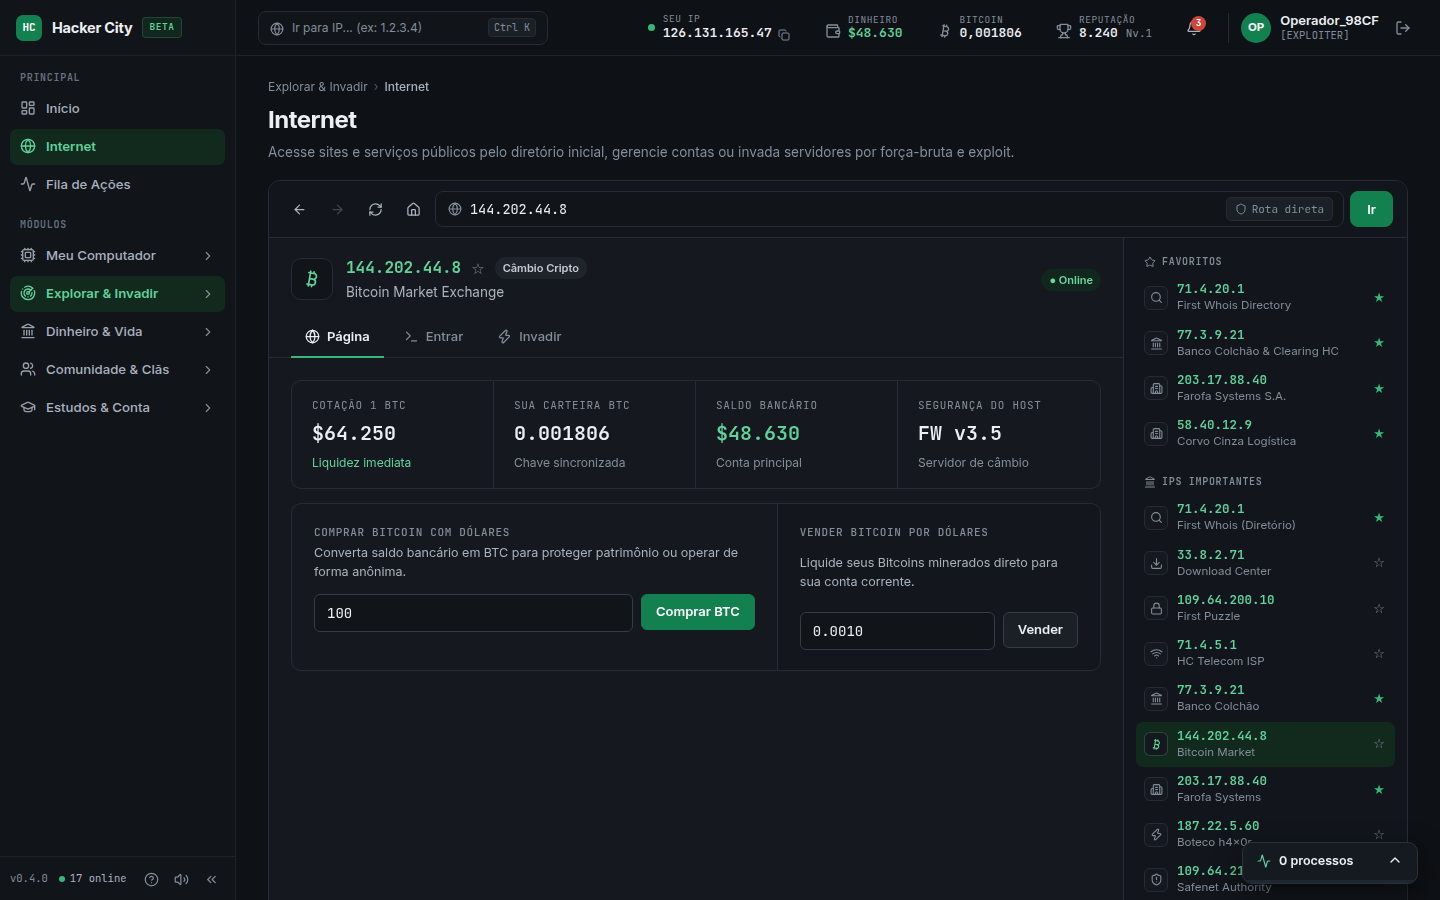 HC Hacker City BETA
Ir para IP... (ex: 1.2.3.4) Ctrl K
SEU IP
126.131.165.47
DINHEIRO
$48.630
BITCOIN
0,001806
REPUTAÇÃO
8.240 Nv.1
3
OP
Operador_98CF
[EXPLOITER]
PRINCIPAL
Início
Internet
Fila de Ações
MÓDULOS
Meu Computador
Explorar & Invadir
Dinheiro & Vida
Comunidade & Clãs
Estudos & Conta
v0.4.0 17 online
Explorar & Invadir › Internet
Internet
Acesse sites e serviços públicos pelo diretório inicial, gerencie contas ou invada servidores por força-bruta e exploit.
144.202.44.8 Rota direta Ir
144.202.44.8 ☆ Câmbio Cripto
Bitcoin Market Exchange
● Online
Página Entrar Invadir
COTAÇÃO 1 BTC
$64.250
Liquidez imediata
SUA CARTEIRA BTC
0.001806
Chave sincronizada
SALDO BANCÁRIO
$48.630
Conta principal
SEGURANÇA DO HOST
FW v3.5
Servidor de câmbio
COMPRAR BITCOIN COM DÓLARES
Converta saldo bancário em BTC para proteger patrimônio ou operar de
forma anônima.
100 Comprar BTC
VENDER BITCOIN POR DÓLARES
Liquide seus Bitcoins minerados direto para
sua conta corrente.
0.0010 Vender
FAVORITOS
71.4.20.1 ★
First Whois Directory
77.3.9.21 ★
Banco Colchão & Clearing HC
203.17.88.40 ★
Farofa Systems S.A.
58.40.12.9 ★
Corvo Cinza Logística
IPS IMPORTANTES
71.4.20.1 ★
First Whois (Diretório)
33.8.2.71 ☆
Download Center
109.64.200.10 ☆
First Puzzle
71.4.5.1 ☆
HC Telecom ISP
77.3.9.21 ★
Banco Colchão
144.202.44.8 ☆
Bitcoin Market
203.17.88.40 ★
Farofa Systems
187.22.5.60 ☆
Boteco h4x0r
109.64.21
Safenet Authority
0 processos